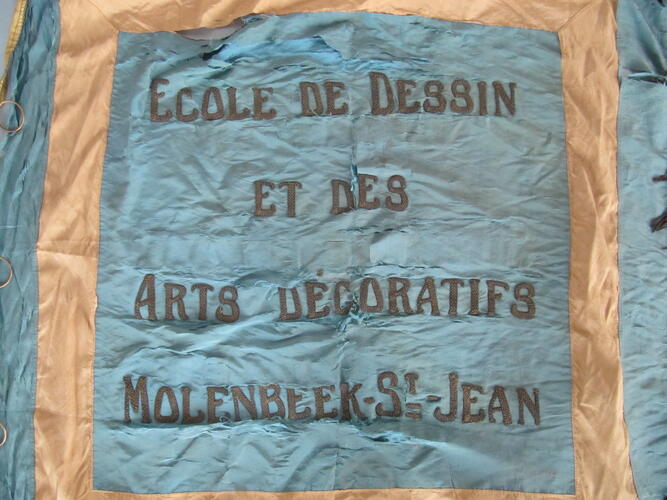 ECOLE DE DESSIN
ET DES
ARTS DÉCORATIFS
MOLENBEEK-ST-JEAN